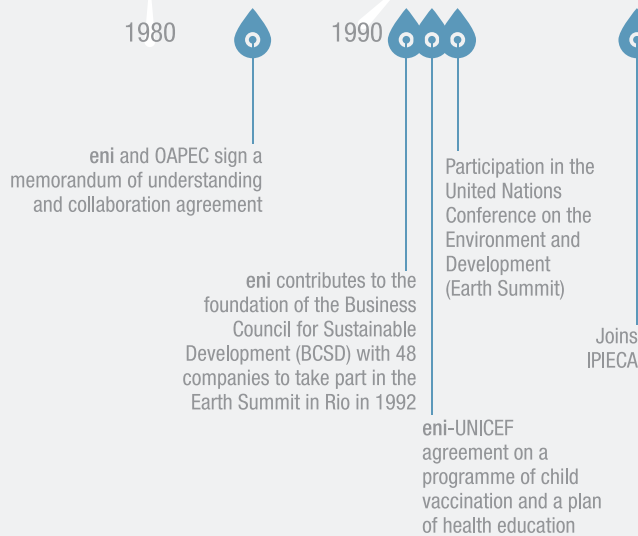 1980
1990
eni and OAPEC sign a
memorandum of understanding
and collaboration agreement
eni contributes to the
foundation of the Business
Council for Sustainable
Development (BCSD) with 48
companies to take part in the
Earth Summit in Rio in 1992
eni-UNICEF
agreement on a
programme of child
vaccination and a plan
of health education
Participation in the
United Nations
Conference on the
Environment and
Development
(Earth Summit)
Joins
IPIECA